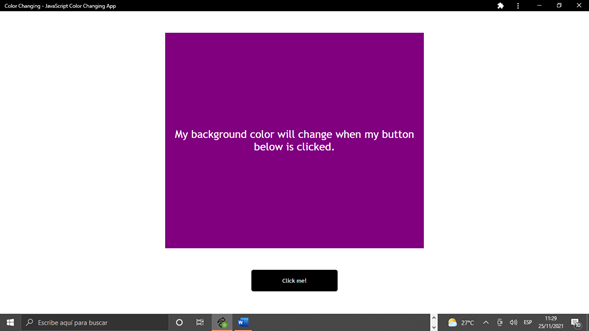 Color Changing - JavaScript Color Changing App
My background color will change when my button
below is clicked.
Click me!
Escribe aquí para buscar
27°C
ESP
11:29
25/11/2021